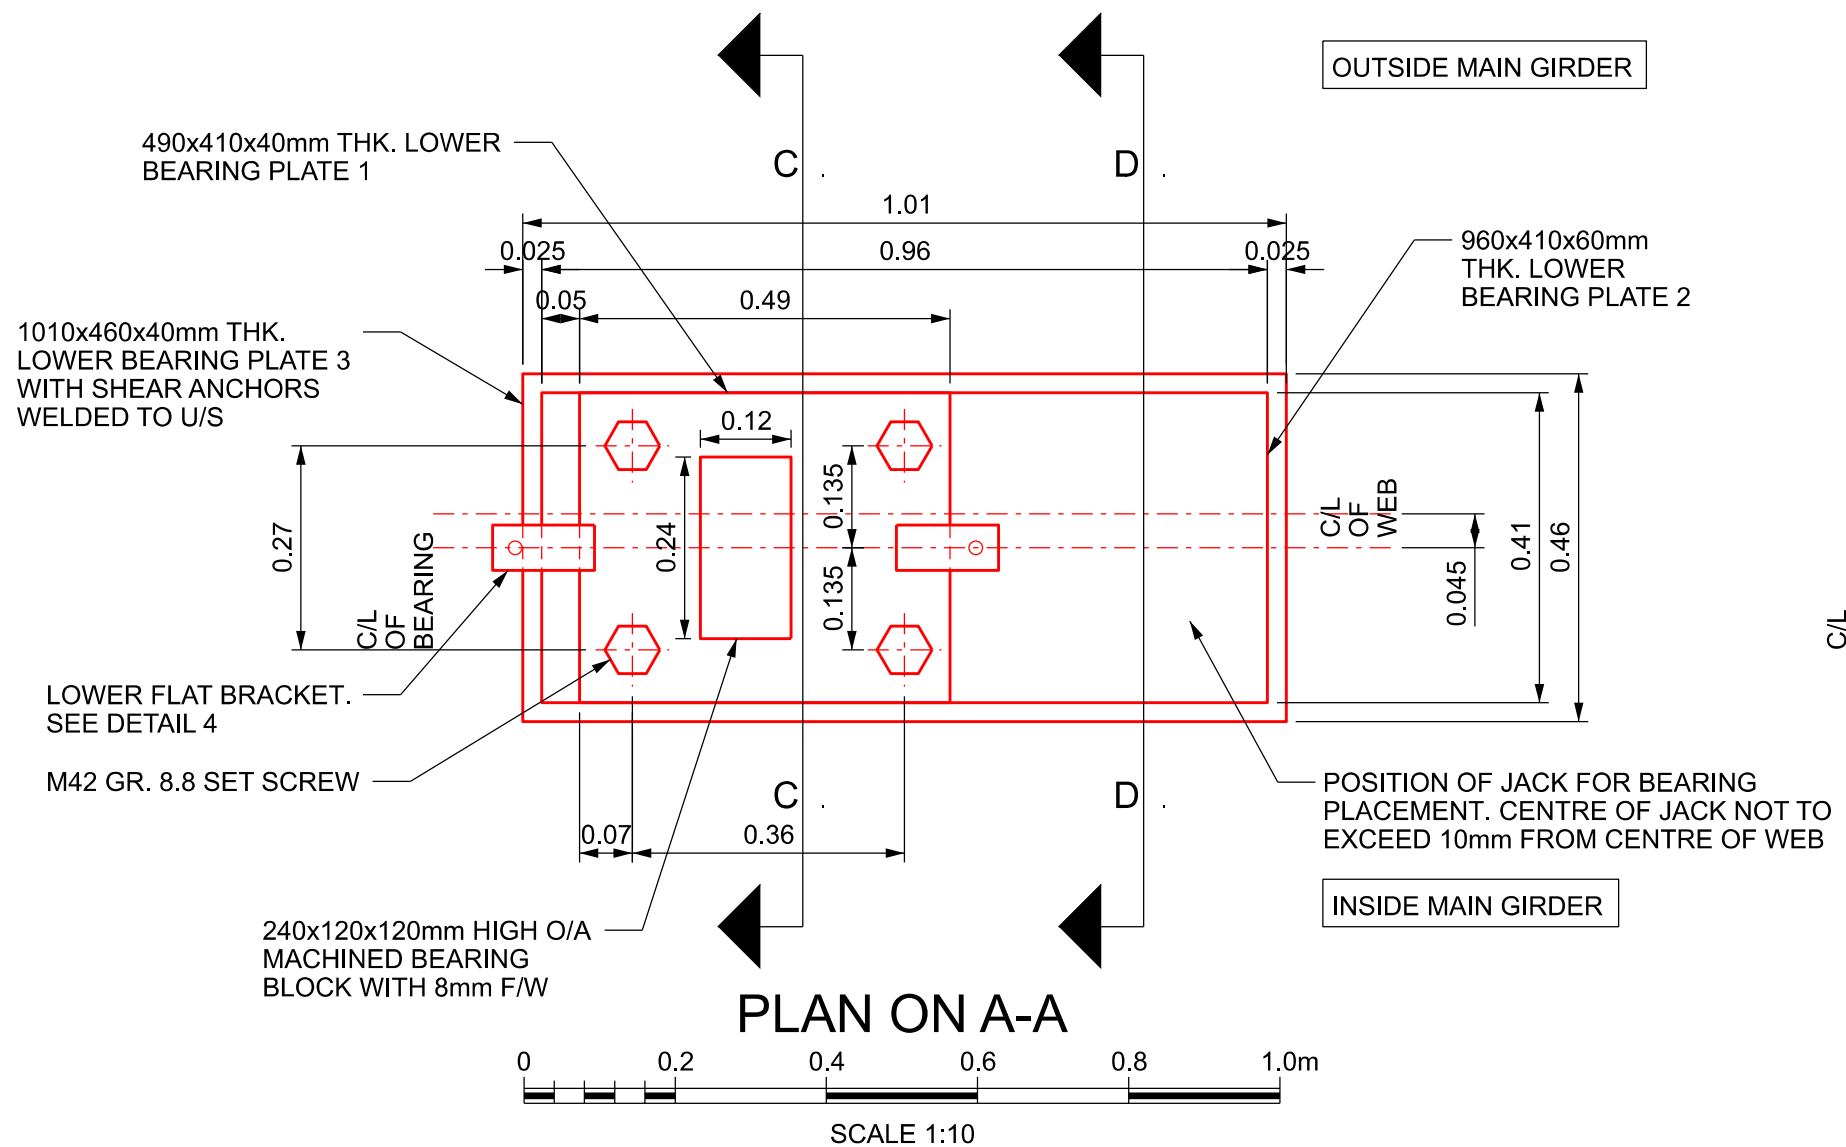 OUTSIDE MAIN GIRDER
490x410x40mm THK. LOWER
BEARING PLATE 1
C .
D .
1.01
0.025
0.96
0.025
960x410x60mm
THK. LOWER
BEARING PLATE 2
0.05
0.49
1010x460x40mm THK.
LOWER BEARING PLATE 3
WITH SHEAR ANCHORS
WELDED TO U/S
0.12
0.27
0.24
0.135
0.135
C/L
OF
BEARING
C/L
OF
WEB
0.045
0.41
0.46
C/L
LOWER FLAT BRACKET.
SEE DETAIL 4
M42 GR. 8.8 SET SCREW
C .
D .
POSITION OF JACK FOR BEARING
PLACEMENT. CENTRE OF JACK NOT TO
EXCEED 10mm FROM CENTRE OF WEB
0.07
0.36
INSIDE MAIN GIRDER
240x120x120mm HIGH O/A
MACHINED BEARING
BLOCK WITH 8mm F/W
PLAN ON A-A
0 0.2 0.4 0.6 0.8 1.0m
SCALE 1:10